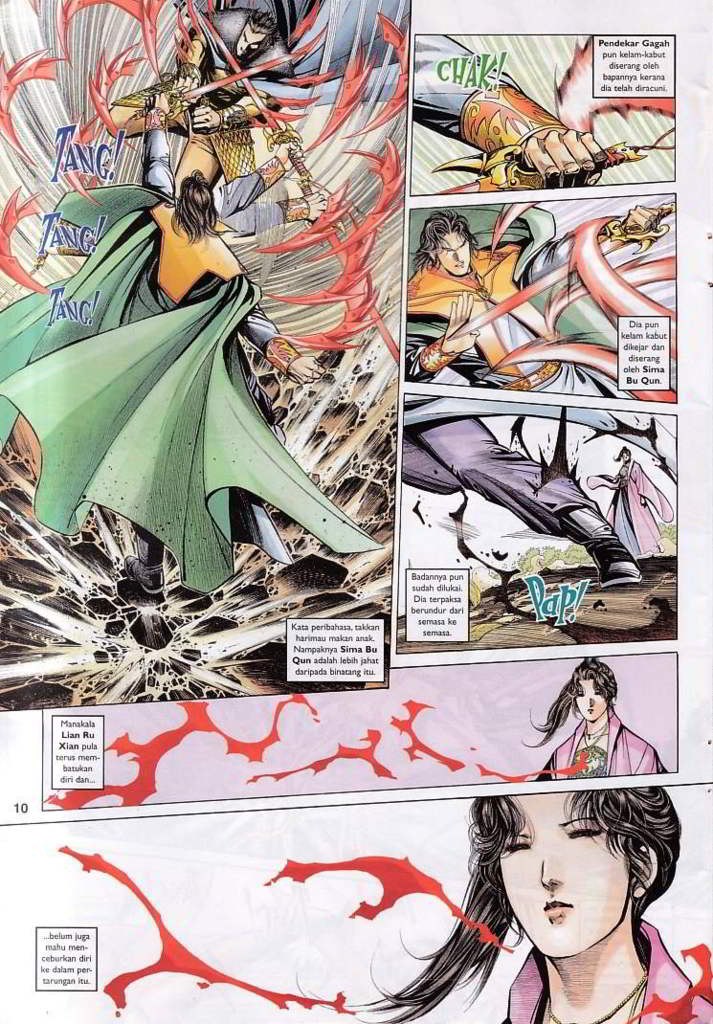 TANG!
TANG!
TANG!
Kata peribahasa, takkan
harimau makan anak.
Nampaknya Sima Bu
Qun adalah lebih jahat
daripada binatang itu.
CHAK!
Pendekar Gagah
pun kelam-kabut
diserang oleh
bapannya kerana
dia telah diracuni.
Dia pun
kelam kabut
dikejar dan
diserang
oleh Sima
Bu Qun.
Badannya pun
sudah dilukai.
Dia terpaksa
berundur dari
semasa ke
semasa.
PAP!
Manakala
Lian Ru
Xian pula
terus mem-
batukan
diri dan...
10
...belum juga
mahu men-
ceburkan diri
ke dalam per-
tarungan itu.